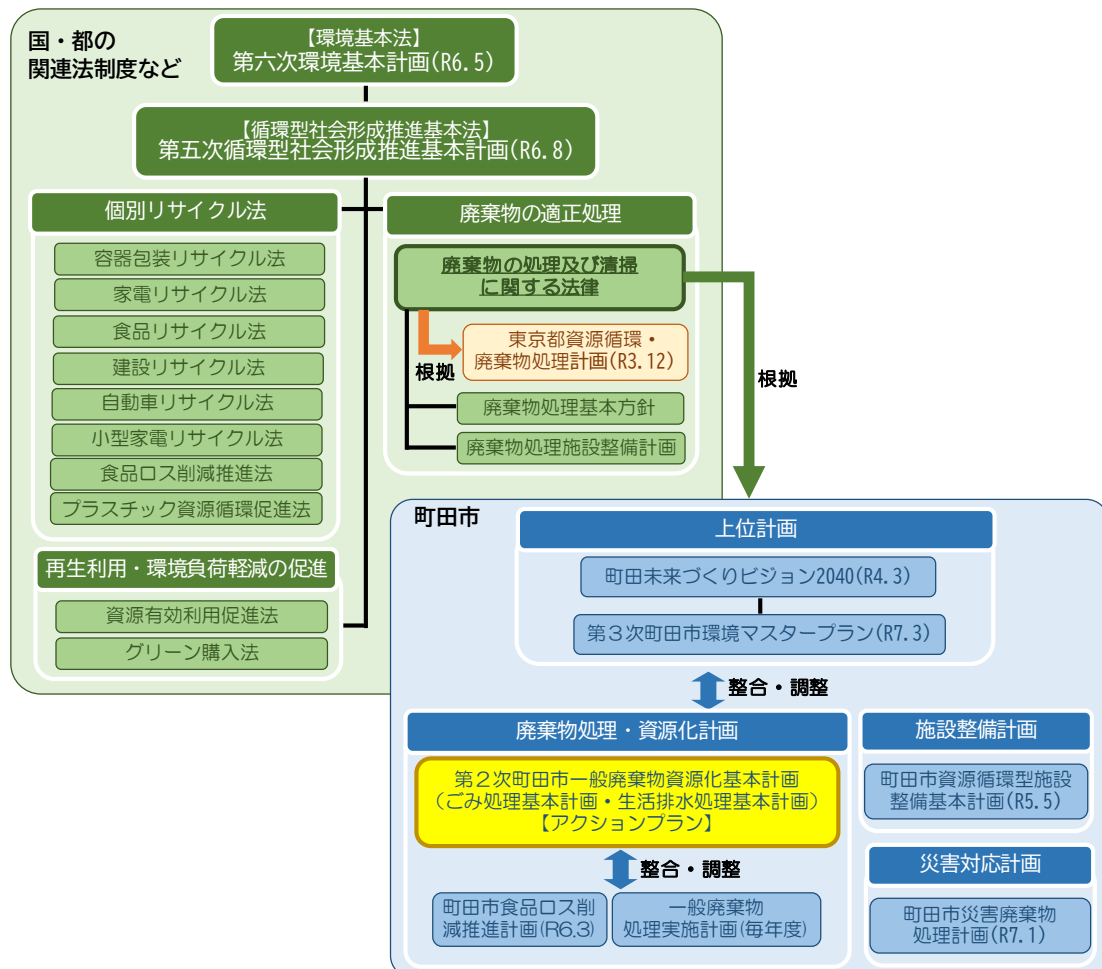 国・都の
関連法制度など
【環境基本法】
第六次環境基本計画(R6.5)
【循環型社会形成推進基本法】
第五次循環型社会形成推進基本計画(R6.8)
個別リサイクル法
容器包装リサイクル法
家電リサイクル法
食品リサイクル法
建設リサイクル法
自動車リサイクル法
小型家電リサイクル法
食品ロス削減推進法
プラスチック資源循環促進法
再生利用・環境負荷軽減の促進
資源有効利用促進法
グリーン購入法
廃棄物の適正処理
廃棄物の処理及び清掃
に関する法律
根拠
東京都資源循環・
廃棄物処理計画(R3.12)
廃棄物処理基本方針
廃棄物処理施設整備計画
根拠
町田市
上位計画
町田未来づくりビジョン2040(R4.3)
第3次町田市環境マスタープラン(R7.3)
整合・調整
廃棄物処理・資源化計画
第2次町田市一般廃棄物資源化基本計画
(ごみ処理基本計画・生活排水処理基本計画)
【アクションプラン】
整合・調整
町田市食品ロス削
減推進計画(R6.3)
一般廃棄物
処理実施計画(毎年度)
施設整備計画
町田市資源循環型施設
整備基本計画(R5.5)
災害対応計画
町田市災害廃棄物
処理計画(R7.1)